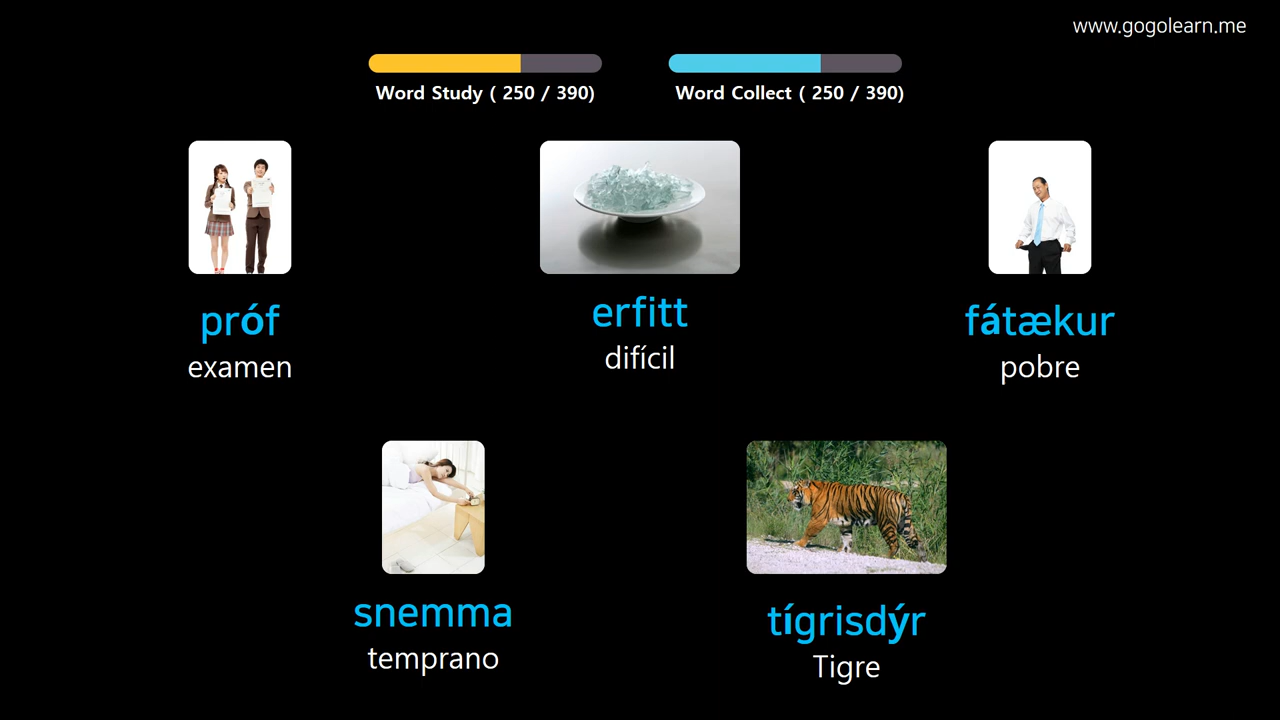 www.gogolearn.me
Word Study ( 250 / 390)
Word Collect ( 250 / 390)
próf
examen
erfitt
difícil
fátækur
pobre
snemma
temprano
tígrisdýr
Tigre